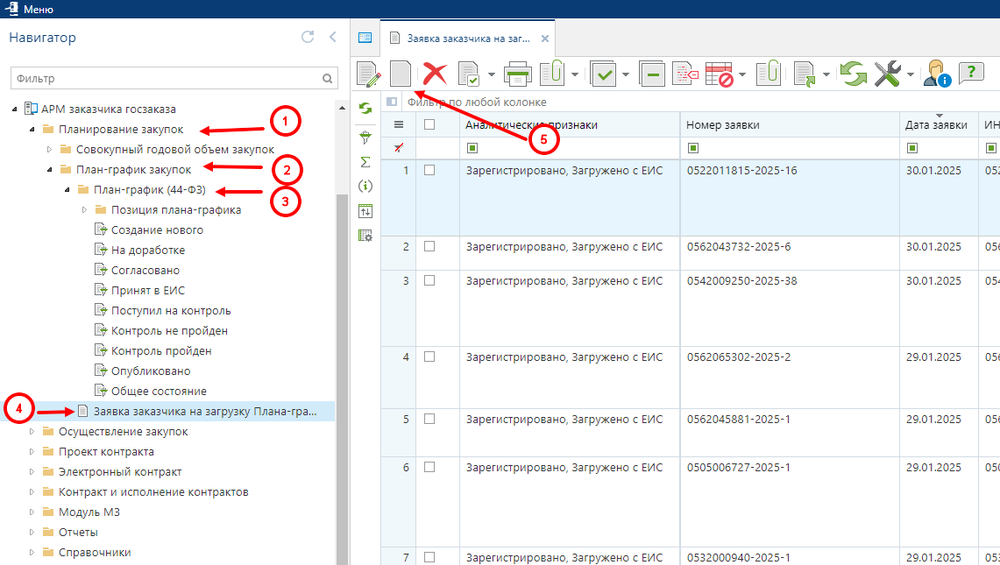 Меню
Навигатор
Фильтр
АРМ заказчика госзаказа
Планирование закупок
1
Совокупный годовой объем закупок
План-график закупок
2
План-график (44-ФЗ)
3
Позиция плана-графика
Создание нового
На доработке
Согласовано
Принят в ЕИС
Поступил на контроль
Контроль не пройден
Контроль пройден
Опубликовано
Общее состояние
4
Заявка заказчика на загрузку Плана-гра...
Осуществление закупок
Проект контракта
Электронный контракт
Контракт и исполнение контрактов
Модуль МЗ
Отчеты
Справочники
Заявка заказчика на заг...
Фильтр по любой колонке
5
Аналитические признаки Номер заявки Дата заявки ИН
1 Зарегистрировано, Загружено с ЕИС 0522011815-2025-16 30.01.2025 052
2 Зарегистрировано, Загружено с ЕИС 0562043732-2025-6 30.01.2025 056
3 Зарегистрировано, Загружено с ЕИС 0542009250-2025-38 30.01.2025 054
4 Зарегистрировано, Загружено с ЕИС 0562065302-2025-2 29.01.2025 056
5 Зарегистрировано, Загружено с ЕИС 0562045881-2025-1 29.01.2025 056
6 Зарегистрировано, Загружено с ЕИС 0505006727-2025-1 29.01.2025 050
7 Зарегистрировано, Загружено с ЕИС 0532000940-2025-1 29.01.2025 053